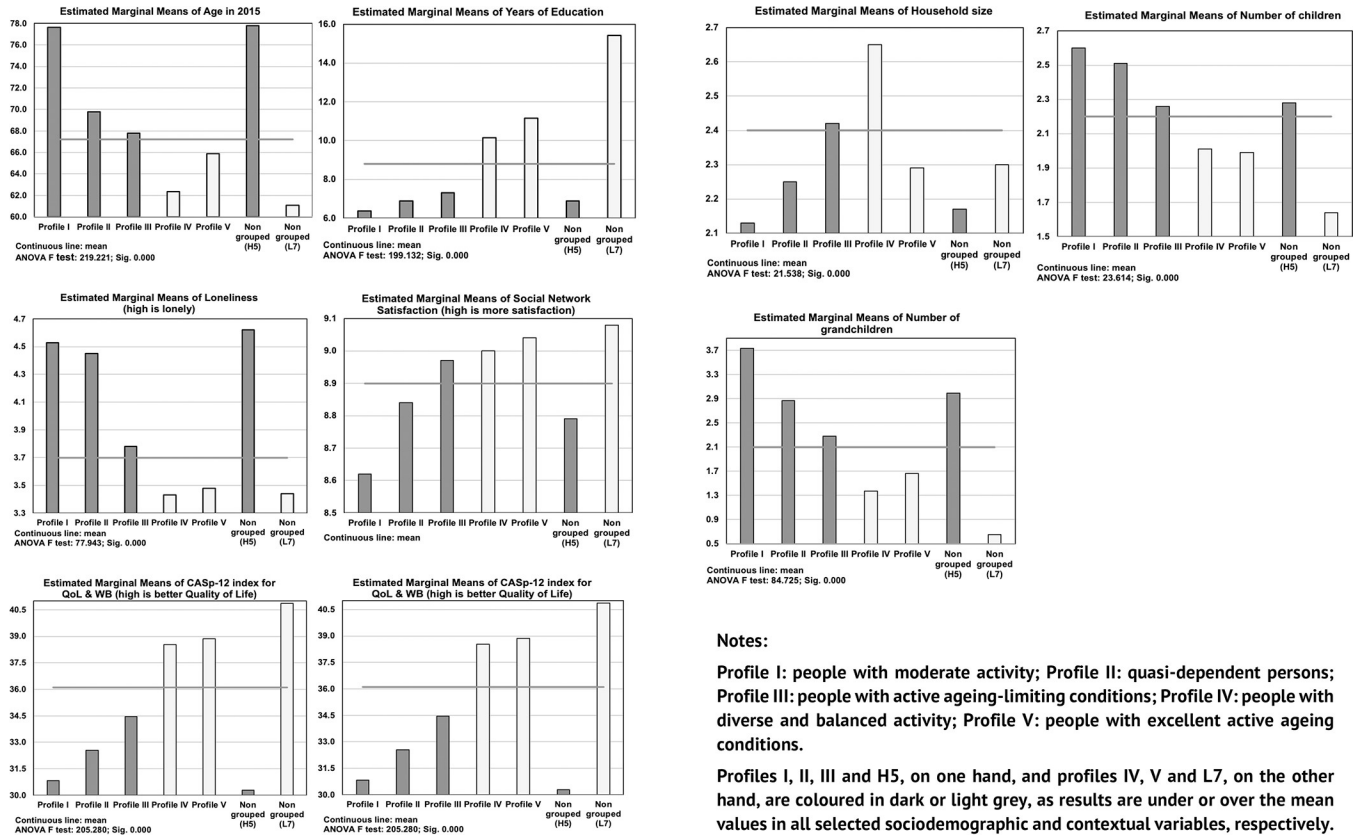 Estimated Marginal Means of Age in 2015
78.0
76.0
74.0
72.0
70.0
68.0
66.0
64.0
62.0
60.0
Profile I Profile II Profile III Profile IV Profile V Non grouped (H5) Non grouped (L7)
Continuous line: mean
ANOVA F test: 219.221; Sig. 0.000
Estimated Marginal Means of Years of Education
16.0
14.0
12.0
10.0
8.0
6.0
Profile I Profile II Profile III Profile IV Profile V Non grouped (H5) Non grouped (L7)
Continuous line: mean
ANOVA F test: 199.132; Sig. 0.000
Estimated Marginal Means of Household size
2.7
2.6
2.5
2.4
2.3
2.2
2.1
Profile I Profile II Profile III Profile IV Profile V Non grouped (H5) Non grouped (L7)
Continuous line: mean
ANOVA F test: 21.538; Sig. 0.000
Estimated Marginal Means of Number of children
2.7
2.5
2.3
2.1
1.9
1.7
1.5
Profile I Profile II Profile III Profile IV Profile V Non grouped (H5) Non grouped (L7)
Continuous line: mean
ANOVA F test: 23.614; Sig. 0.000
Estimated Marginal Means of Loneliness
(high is lonely)
4.7
4.5
4.3
4.1
3.9
3.7
3.5
3.3
Profile I Profile II Profile III Profile IV Profile V Non grouped (H5) Non grouped (L7)
Continuous line: mean
ANOVA F test: 77.943; Sig. 0.000
Estimated Marginal Means of Social Network
Satisfaction (high is more satisfaction)
9.1
9.0
8.9
8.8
8.7
8.6
8.5
Profile I Profile II Profile III Profile IV Profile V Non grouped (H5) Non grouped (L7)
Continuous line: mean
Estimated Marginal Means of Number of
grandchildren
3.7
3.3
2.9
2.5
2.1
1.7
1.3
0.9
0.5
Profile I Profile II Profile III Profile IV Profile V Non grouped (H5) Non grouped (L7)
Continuous line: mean
ANOVA F test: 84.725; Sig. 0.000
Estimated Marginal Means of CASp-12 index for
QoL & WB (high is better Quality of Life)
40.5
39.0
37.5
36.0
34.5
33.0
31.5
30.0
Profile I Profile II Profile III Profile IV Profile V Non grouped (H5) Non grouped (L7)
Continuous line: mean
ANOVA F test: 205.280; Sig. 0.000
Estimated Marginal Means of CASp-12 index for
QoL & WB (high is better Quality of Life)
40.5
39.0
37.5
36.0
34.5
33.0
31.5
30.0
Profile I Profile II Profile III Profile IV Profile V Non grouped (H5) Non grouped (L7)
Continuous line: mean
ANOVA F test: 205.280; Sig. 0.000
Notes:
Profile I: people with moderate activity; Profile II: quasi-dependent persons;
Profile III: people with active ageing-limiting conditions; Profile IV: people with
diverse and balanced activity; Profile V: people with excellent active ageing
conditions.
Profiles I, II, III and H5, on one hand, and profiles IV, V and L7, on the other
hand, are coloured in dark or light grey, as results are under or over the mean
values in all selected sociodemographic and contextual variables, respectively.